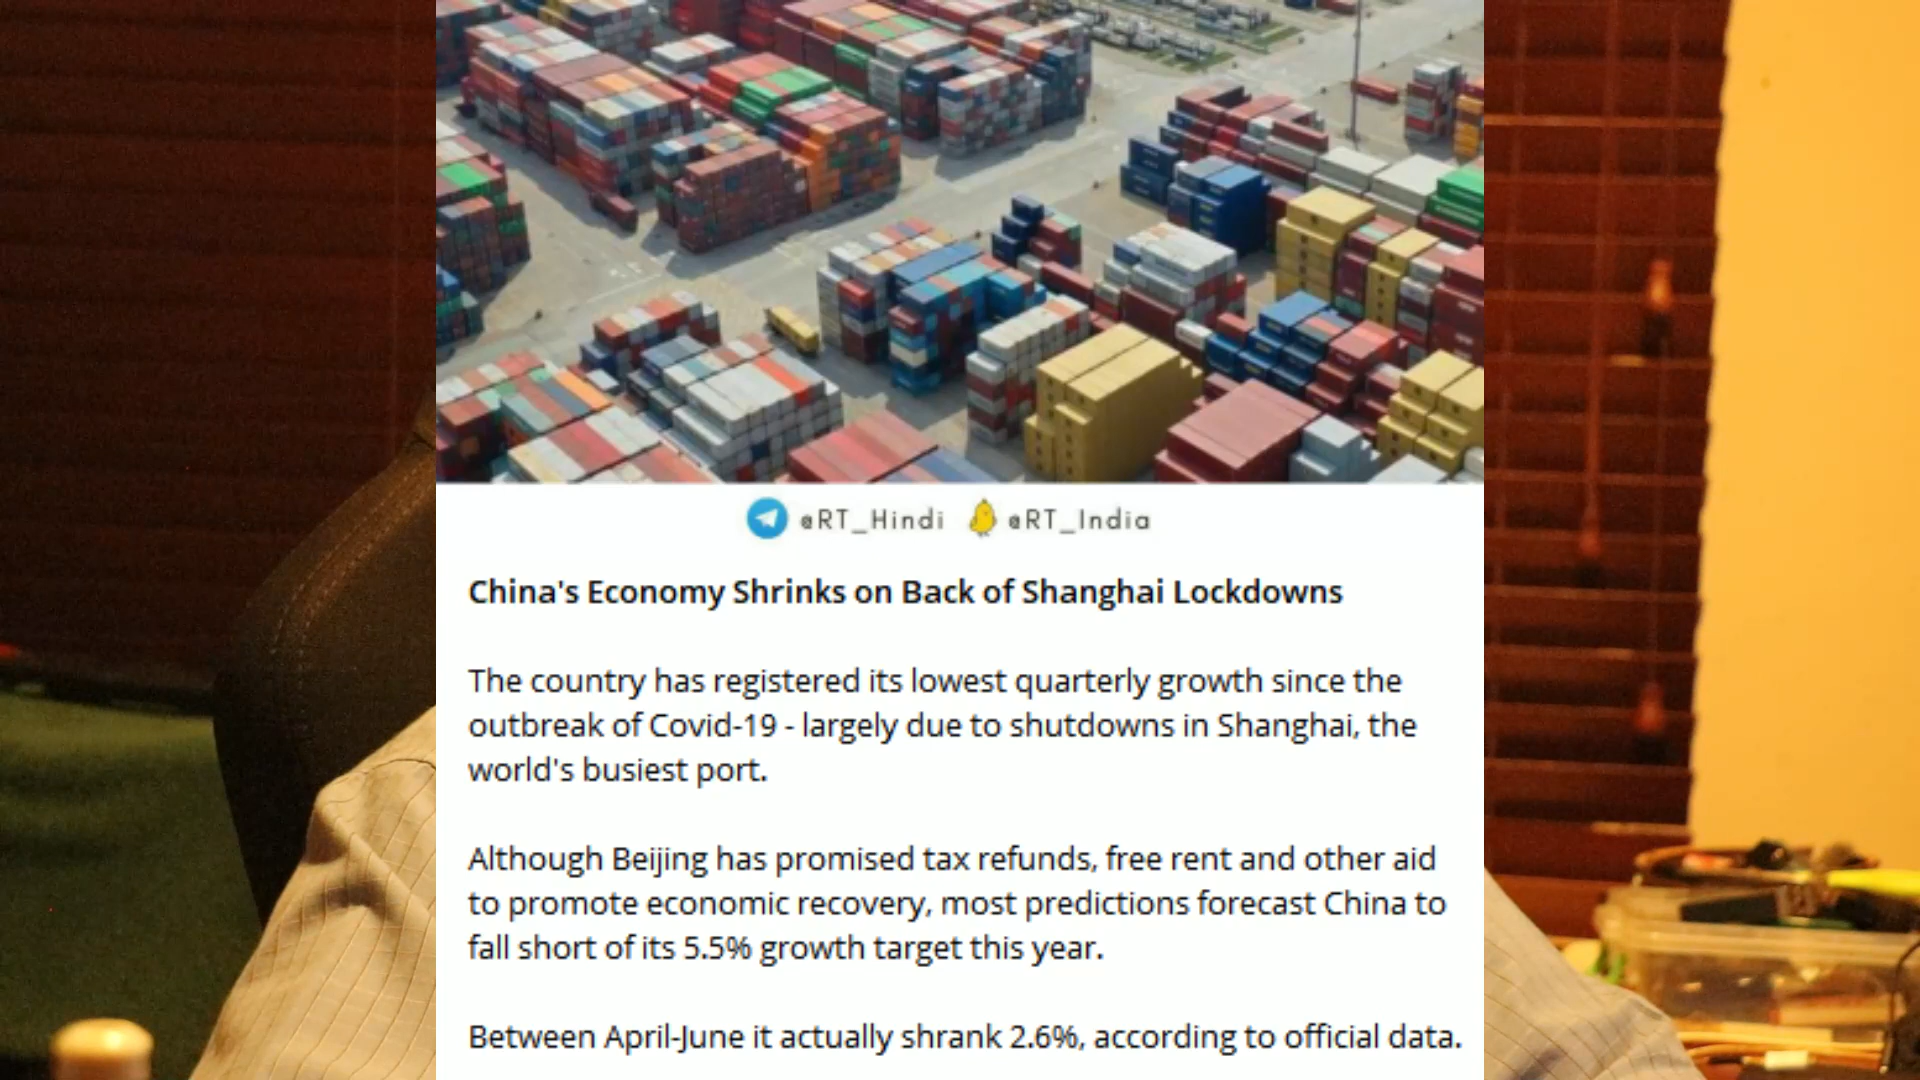 @RT_Hindi @RT_India
China's Economy Shrinks on Back of Shanghai Lockdowns
The country has registered its lowest quarterly growth since the
outbreak of Covid-19 - largely due to shutdowns in Shanghai, the
world's busiest port.
Although Beijing has promised tax refunds, free rent and other aid
to promote economic recovery, most predictions forecast China to
fall short of its 5.5% growth target this year.
Between April-June it actually shrank 2.6%, according to official data.